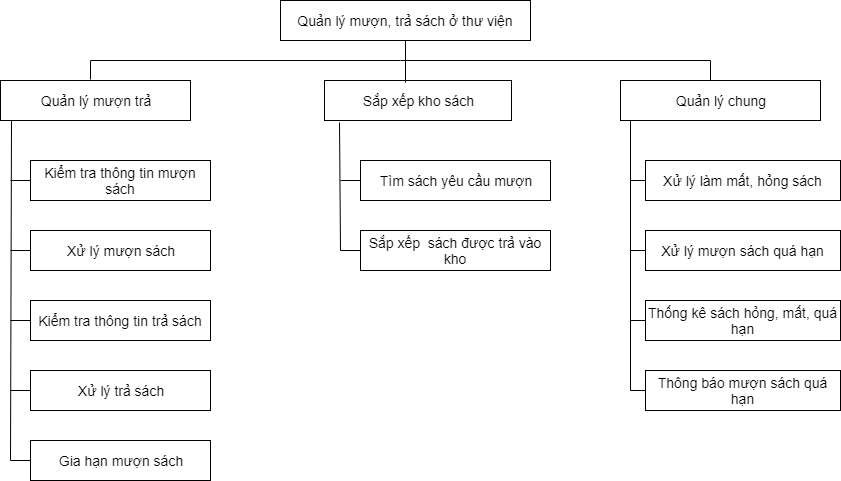 Quản lý mượn, trả sách ở thư viện
Quản lý mượn trả
Kiểm tra thông tin mượn
sách
Xử lý mượn sách
Kiểm tra thông tin trả sách
Xử lý trả sách
Gia hạn mượn sách
Sắp xếp kho sách
Tìm sách yêu cầu mượn
Sắp xếp  sách được trả vào
kho
Quản lý chung
Xử lý làm mất, hỏng sách
Xử lý mượn sách quá hạn
Thống kê sách hỏng, mất, quá
hạn
Thông báo mượn sách quá
hạn